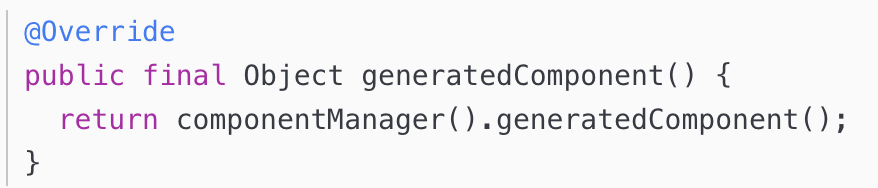 @Override
public final Object generatedComponent() {
  return componentManager().generatedComponent();
}